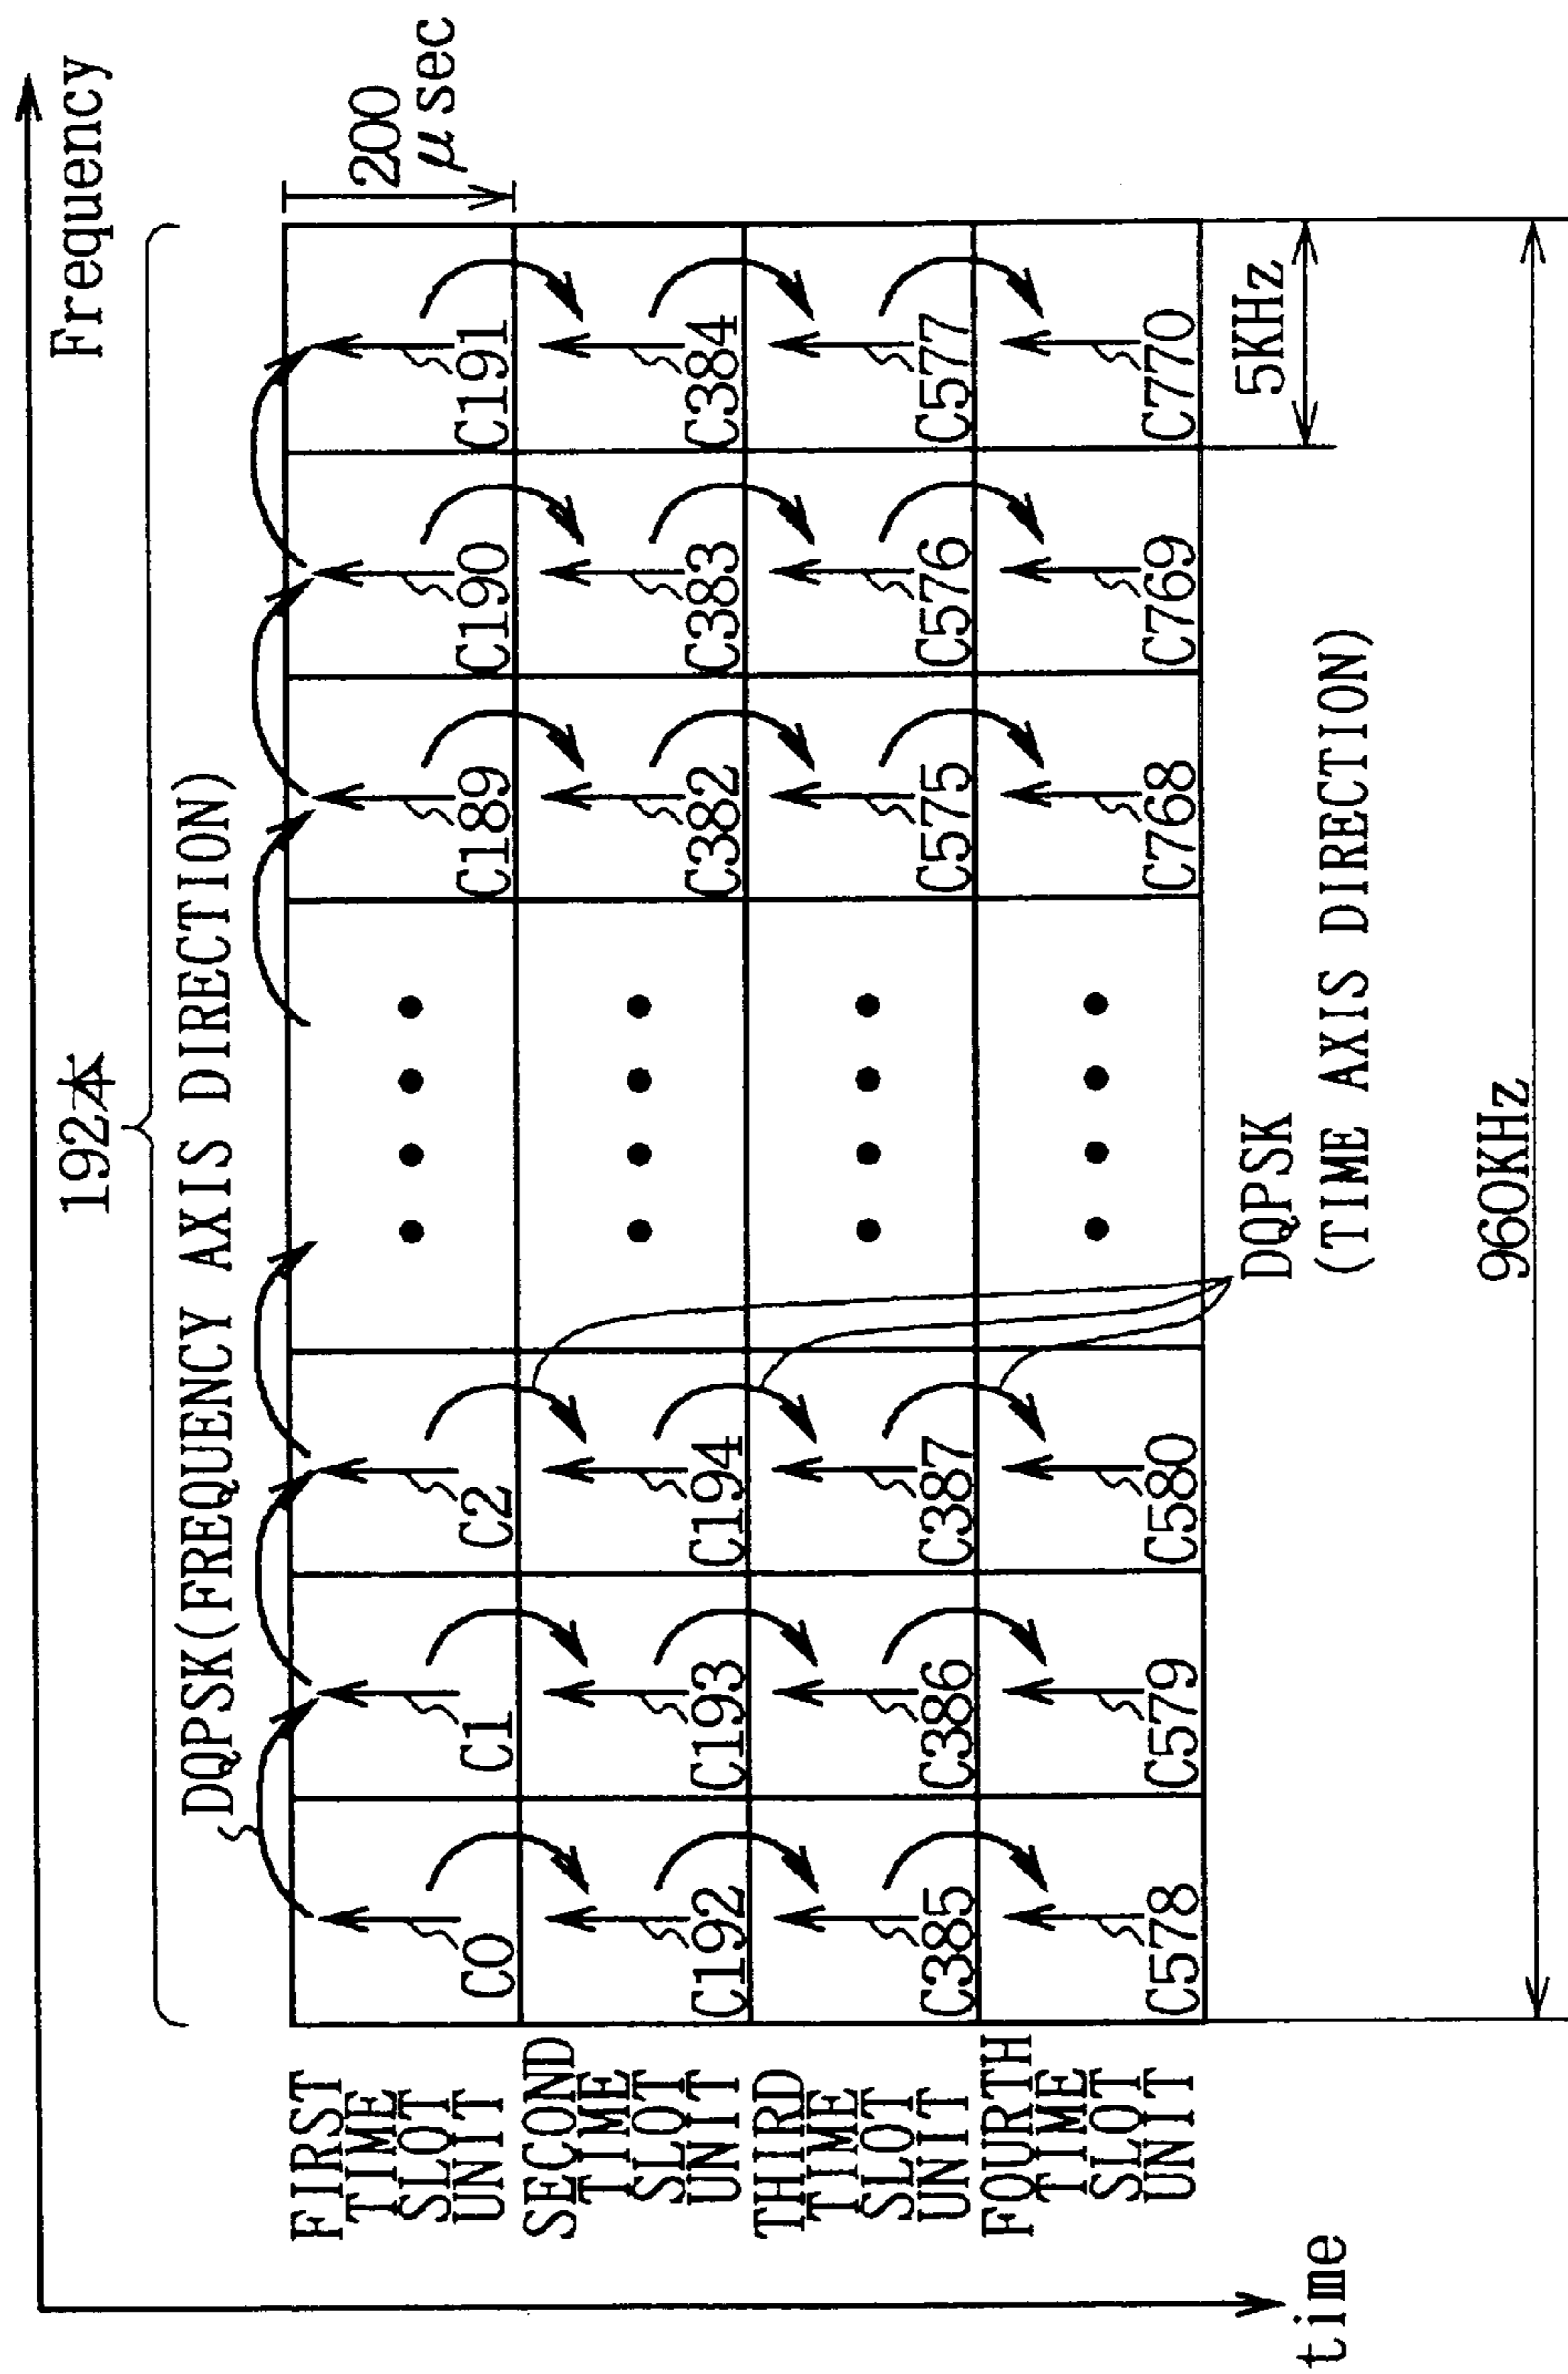 Frequency
192本
DQPSK(FREQUENCY AXIS DIRECTION)
200
μsec
FIRST
TIME
SLOT
UNIT
C0
C1
C2
C189
C190
C191
SECOND
TIME
SLOT
UNIT
C192
C193
C194
C382
C383
C384
THIRD
TIME
SLOT
UNIT
C385
C386
C387
C575
C576
C577
FOURTH
TIME
SLOT
UNIT
C578
C579
C580
C768
C769
C770
DQPSK
(TIME AXIS DIRECTION)
5KHz
time
960KHz